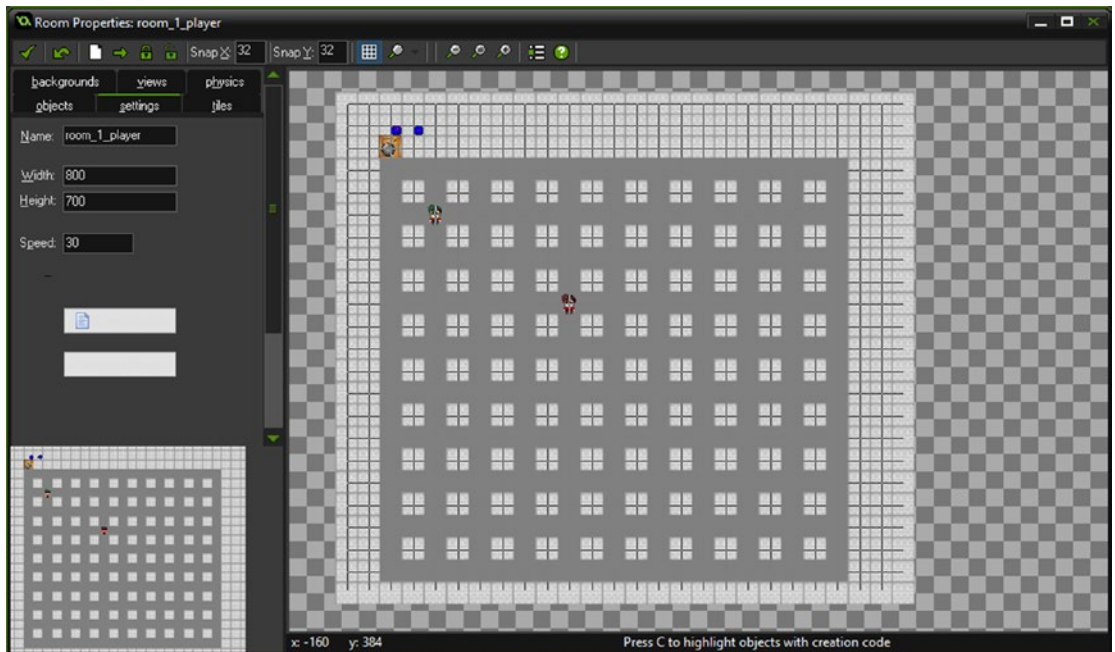 Room Properties: room_1_player
Snap X: 32 Snap Y: 32
backgrounds views physics
objects settings tiles
Name: room_1_player
Width: 800
Height: 700
Speed: 30
x: -160 y: 384 Press C to highlight objects with creation code